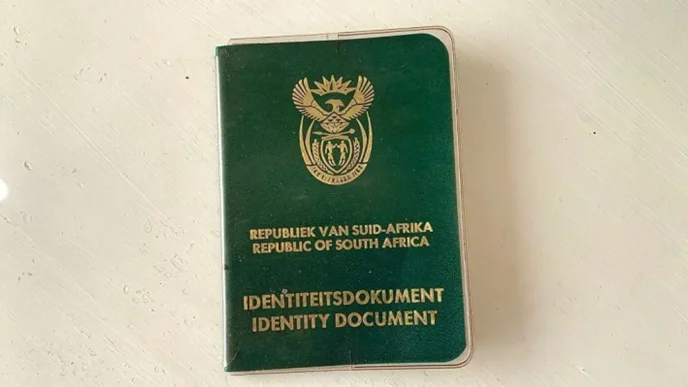 REPUBLIEK VAN SUID-AFRIKA
REPUBLIC OF SOUTH AFRICA
IDENTITEITSDOKUMENT
IDENTITY DOCUMENT